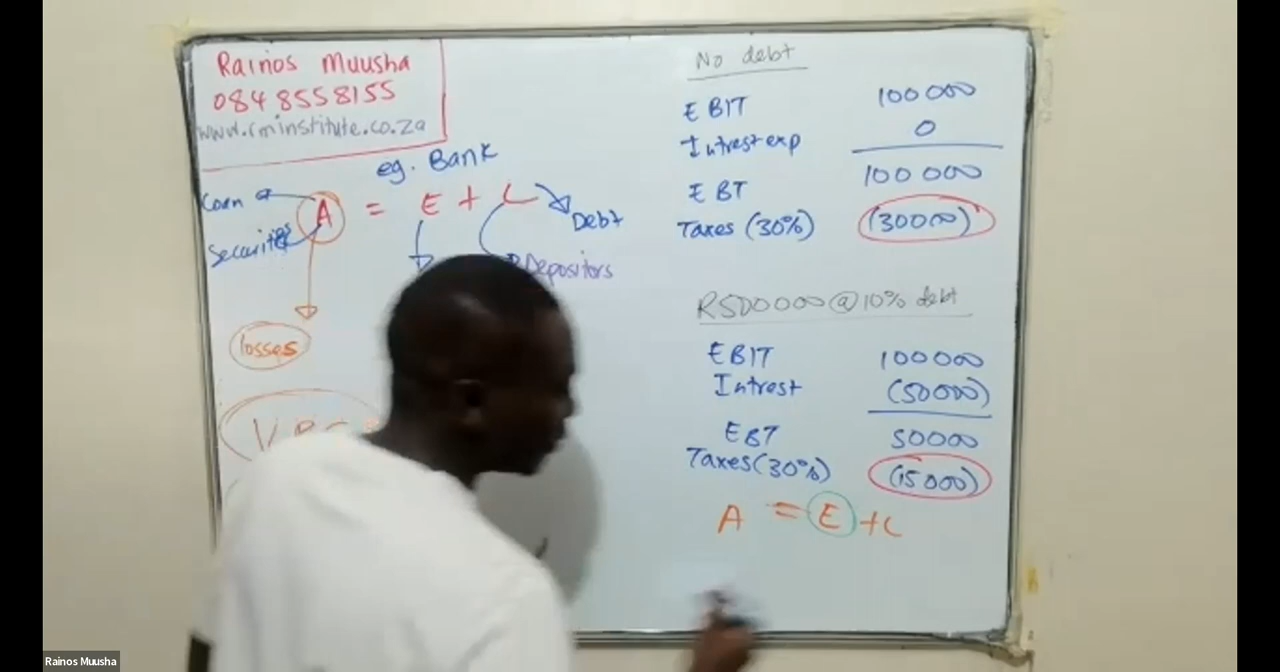 Rainos Muusha
084 8558155
www.rminstitute.co.za
eg. Bank
Loan
A = E + L
Debt
Securities
Depositors
losses
No debt
EBIT 100 000
Intrest exp 0
EBT 100 000
Taxes (30%) (30000)
R500000 @ 10% debt
EBIT 100000
Intrest (50000)
EBT 50000
Taxes (30%) (15 000)
A = E + L
Rainos Muusha